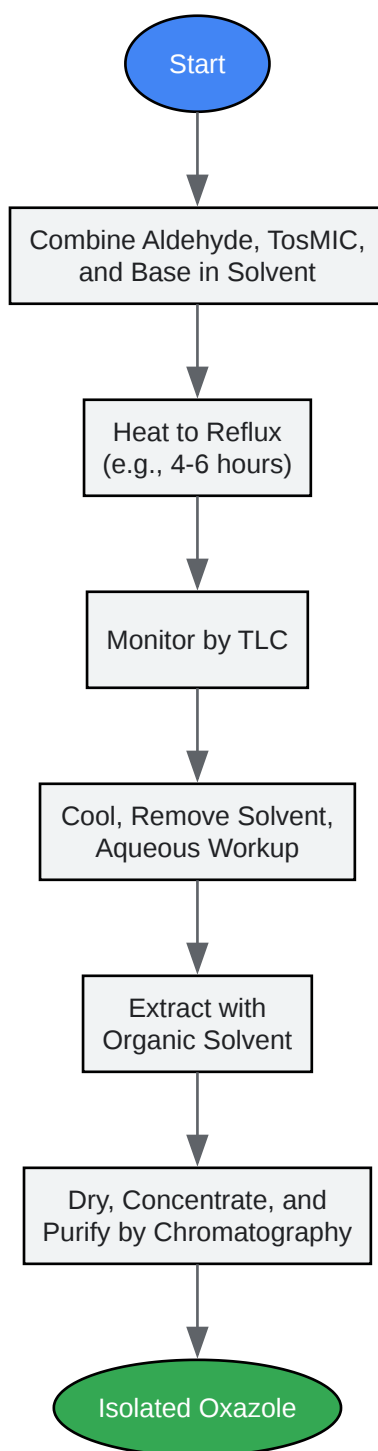 Start
Combine Aldehyde, TosMIC,
and Base in Solvent
Heat to Reflux
(e.g., 4-6 hours)
Monitor by TLC
Cool, Remove Solvent,
Aqueous Workup
Extract with
Organic Solvent
Dry, Concentrate, and
Purify by Chromatography
Isolated Oxazole